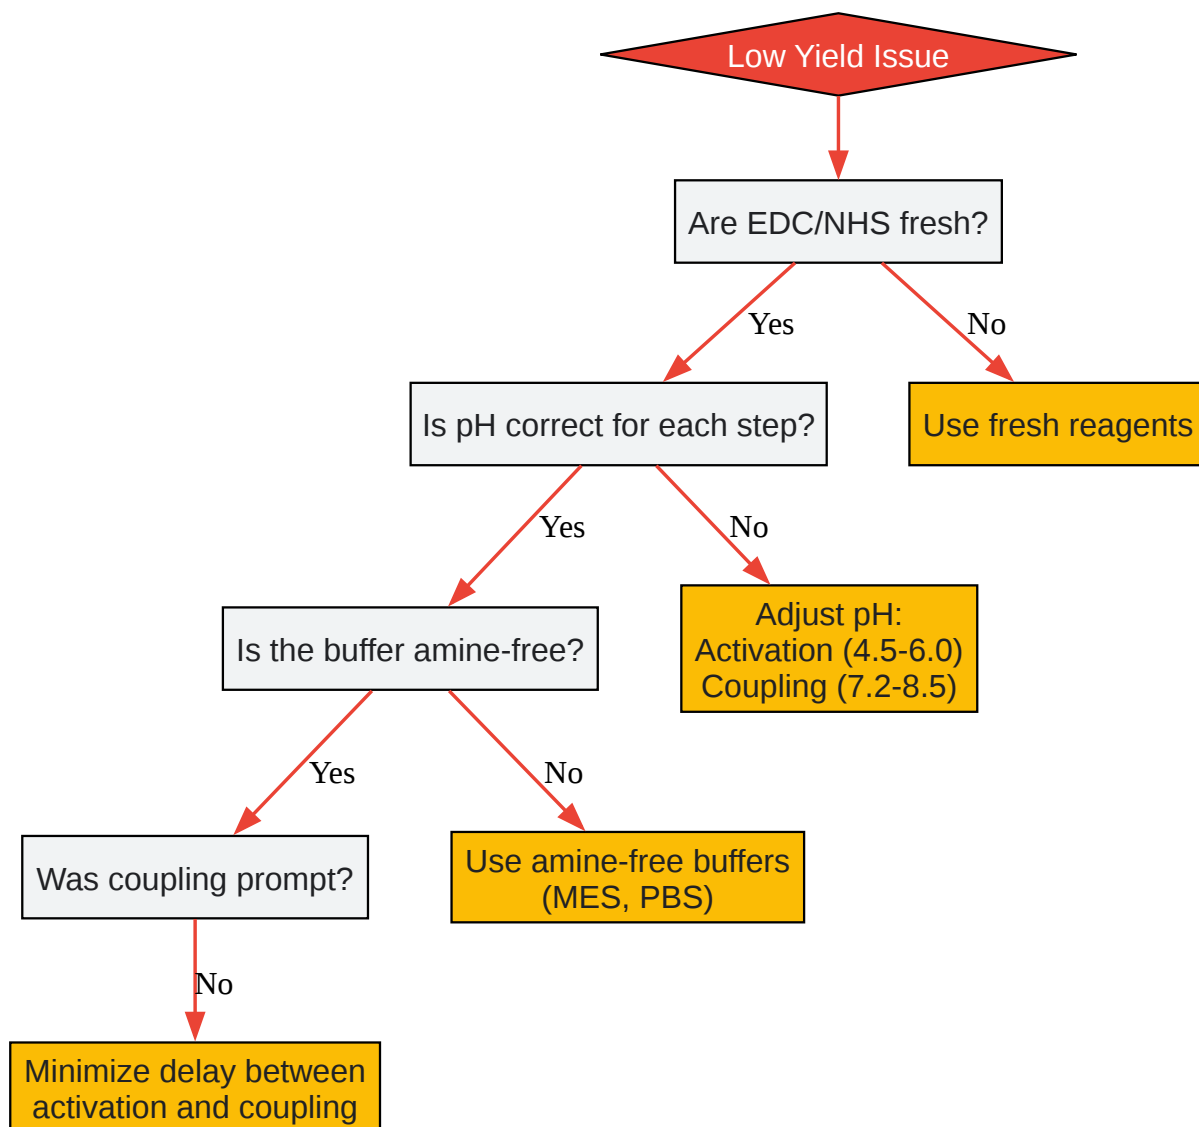 Low Yield Issue
Are EDC/NHS fresh?
Yes
No
Is pH correct for each step?
Use fresh reagents
Yes
No
Is the buffer amine-free?
Adjust pH:
Activation (4.5-6.0)
Coupling (7.2-8.5)
Yes
No
Was coupling prompt?
Use amine-free buffers
(MES, PBS)
No
Minimize delay between
activation and coupling